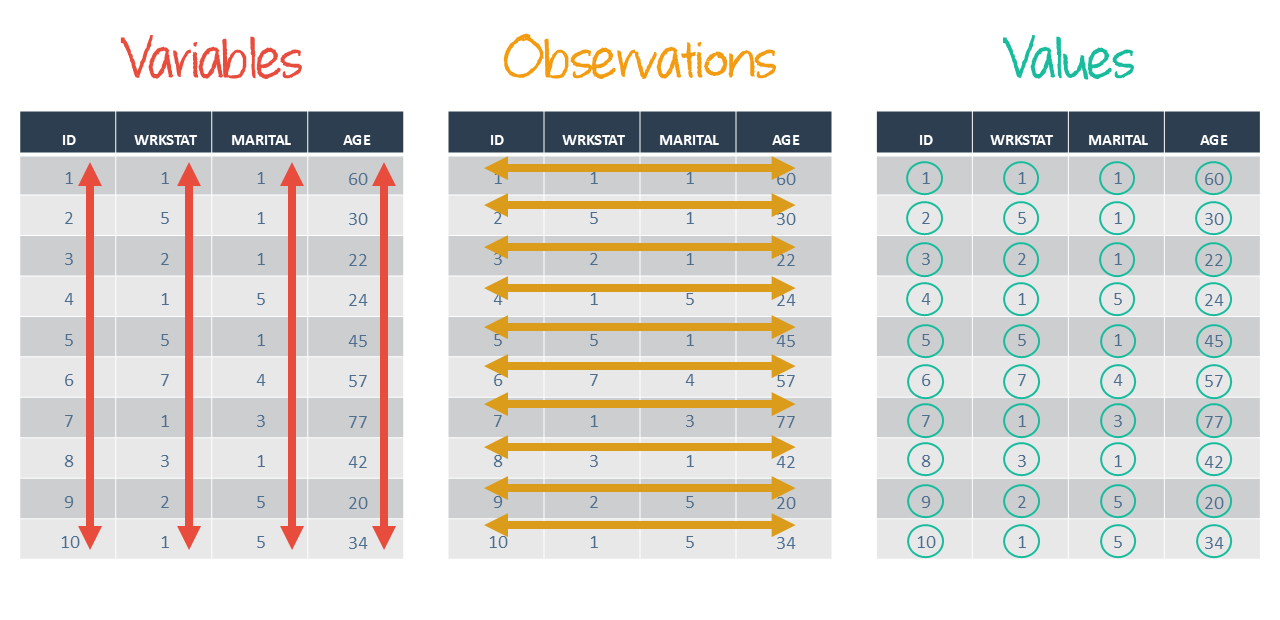 Variables Observations Values
ID WRKSTAT MARITAL AGE ID WRKSTAT MARITAL AGE ID WRKSTAT MARITAL AGE
1 1 1 60 1 1 1 60 1 1 1 60
2 5 1 30 2 5 1 30 2 5 1 30
3 2 1 22 3 2 1 22 3 2 1 22
4 1 5 24 4 1 5 24 4 1 5 24
5 5 1 45 5 5 1 45 5 5 1 45
6 7 4 57 6 7 4 57 6 7 4 57
7 1 3 77 7 1 3 77 7 1 3 77
8 3 1 42 8 3 1 42 8 3 1 42
9 2 5 20 9 2 5 20 9 2 5 20
10 1 5 34 10 1 5 34 10 1 5 34